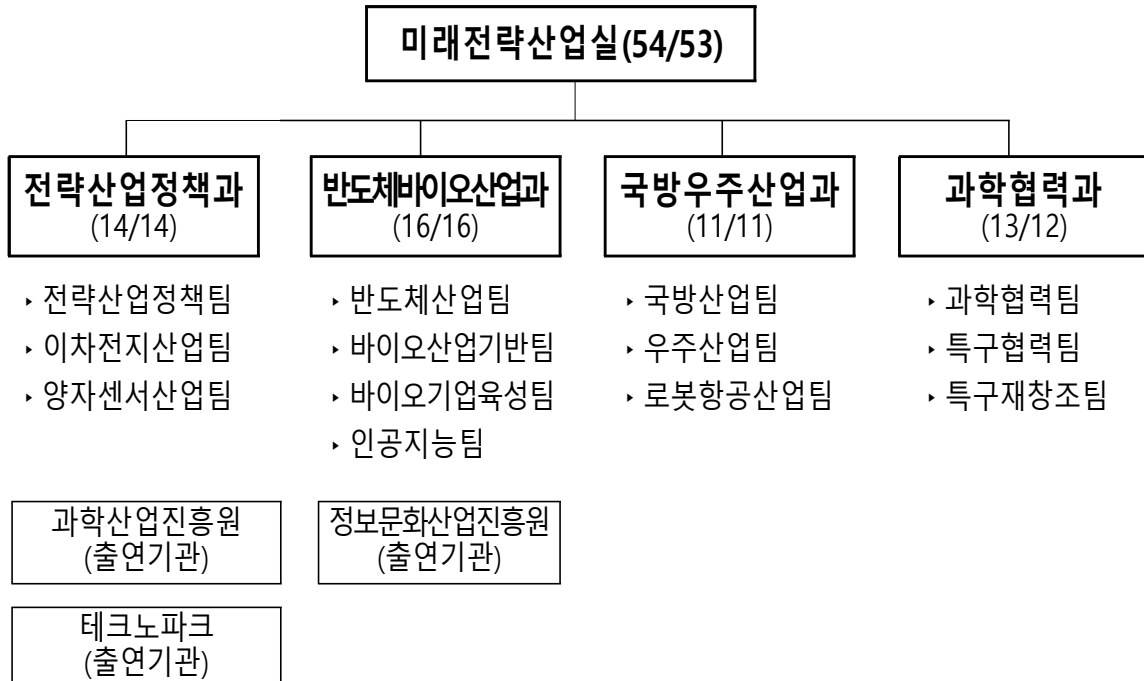 미래전략산업실(54/53)
전략산업정책과
(14/14)
‣ 전략산업정책팀
‣ 이차전지산업팀
‣ 양자센서산업팀
과학산업진흥원
(출연기관)
테크노파크
(출연기관)
반도체바이오산업과
(16/16)
‣ 반도체산업팀
‣ 바이오산업기반팀
‣ 바이오기업육성팀
‣ 인공지능팀
정보문화산업진흥원
(출연기관)
국방우주산업과
(11/11)
‣ 국방산업팀
‣ 우주산업팀
‣ 로봇항공산업팀
과학협력과
(13/12)
‣ 과학협력팀
‣ 특구협력팀
‣ 특구재창조팀